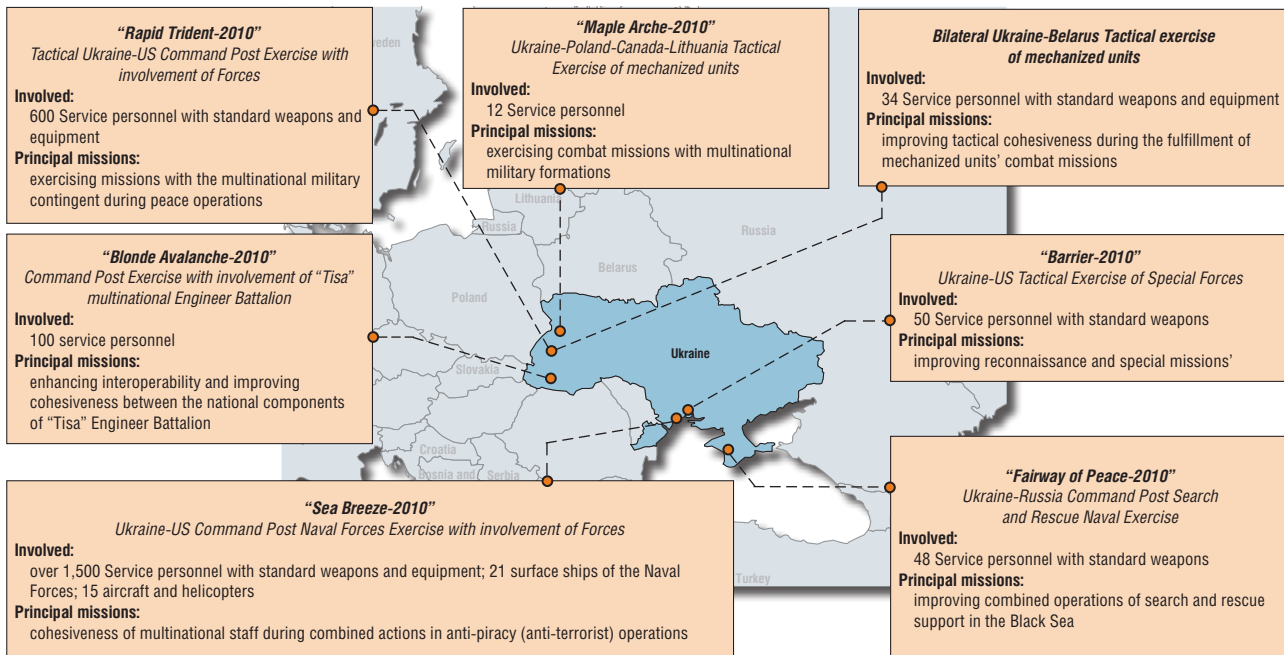 “Rapid Trident-2010”
Tactical Ukraine-US Command Post Exercise with
involvement of Forces
Involved:
600 Service personnel with standard weapons and
equipment
Principal missions:
exercising missions with the multinational military
contingent during peace operations
“Maple Arche-2010”
Ukraine-Poland-Canada-Lithuania Tactical
Exercise of mechanized units
Involved:
12 Service personnel
Principal missions:
exercising combat missions with multinational
military formations
Bilateral Ukraine-Belarus Tactical exercise
of mechanized units
Involved:
34 Service personnel with standard weapons and equipment
Principal missions:
improving tactical cohesiveness during the fulfillment of
mechanized units’ combat missions
“Blonde Avalanche-2010”
Command Post Exercise with involvement of “Tisa”
multinational Engineer Battalion
Involved:
100 service personnel
Principal missions:
enhancing interoperability and improving
cohesiveness between the national components
of “Tisa” Engineer Battalion
“Barrier-2010”
Ukraine-US Tactical Exercise of Special Forces
Involved:
50 Service personnel with standard weapons
Principal missions:
improving reconnaissance and special missions’
“Sea Breeze-2010”
Ukraine-US Command Post Naval Forces Exercise with involvement of Forces
Involved:
over 1,500 Service personnel with standard weapons and equipment; 21 surface ships of the Naval
Forces; 15 aircraft and helicopters
Principal missions:
cohesiveness of multinational staff during combined actions in anti-piracy (anti-terrorist) operations
“Fairway of Peace-2010”
Ukraine-Russia Command Post Search
and Rescue Naval Exercise
Involved:
48 Service personnel with standard weapons
Principal missions:
improving combined operations of search and rescue
support in the Black Sea
eden
Lithuania
Russia
Russia
Belarus
Poland
Ukraine
Slovakia
Croatia
Bosnia and
Serbia
Turkey